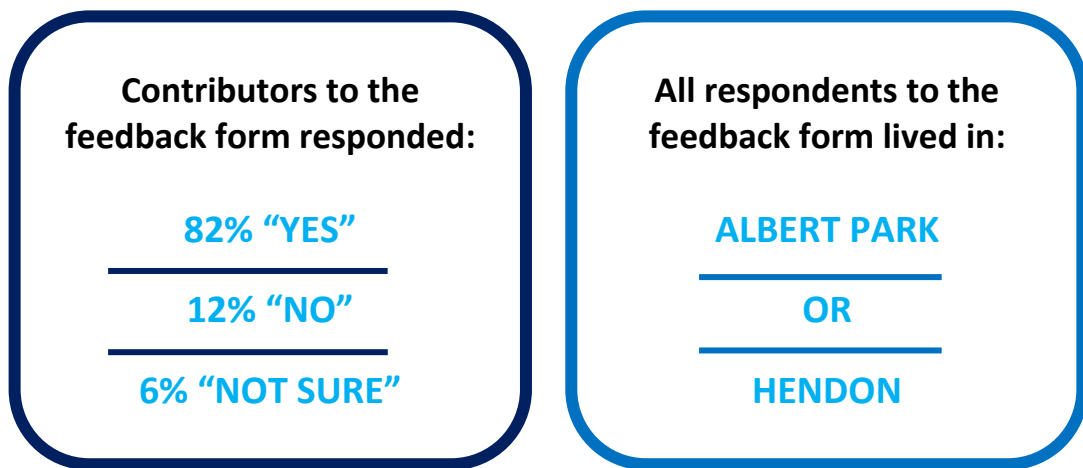 Contributors to the
feedback form responded:
82% “YES”
12% “NO”
6% “NOT SURE”
All respondents to the
feedback form lived in:
ALBERT PARK
OR
HENDON